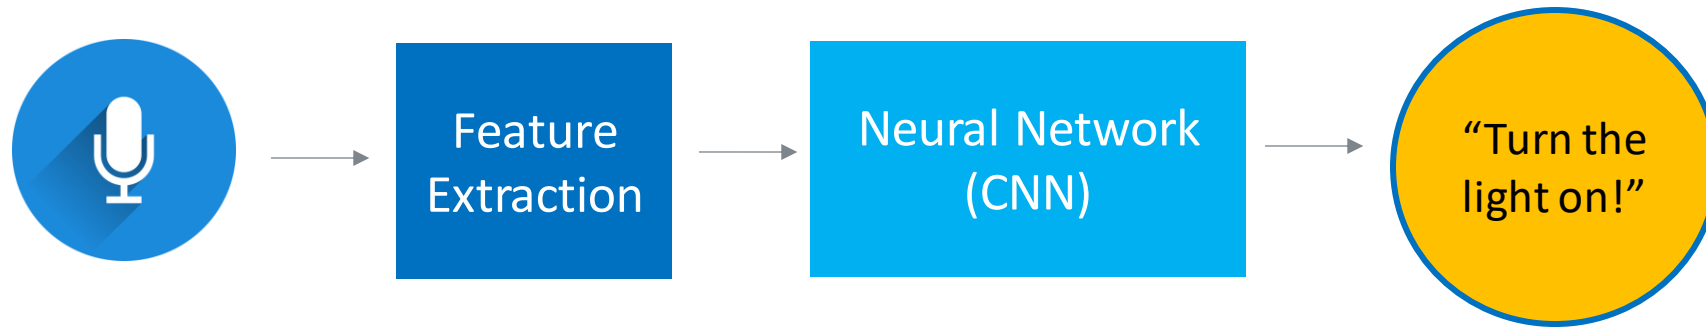 Feature
Extraction
Neural Network
(CNN)
“Turn the
light on!”